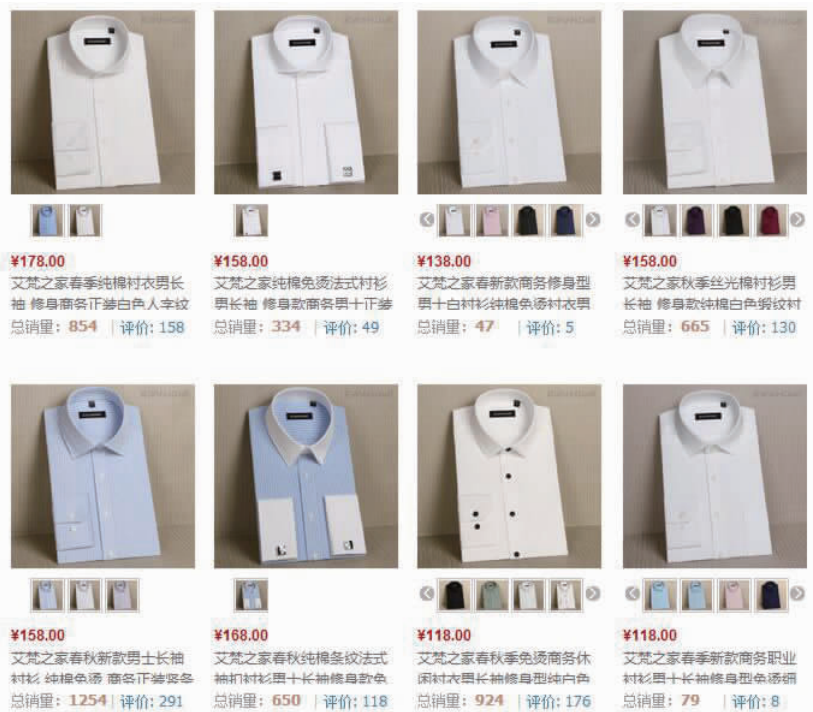 ¥178.00
艾梵之家春季纯棉衬衣男长
袖 修身商务正装白色人字纹
总销量：854 | 评价: 158
¥158.00
艾梵之家纯棉免烫法式衬衫
男长袖 修身款商务男士正装
总销量：334 | 评价: 49
¥138.00
艾梵之家春新款商务修身型
男士白衬衫纯棉免烫衬衣男
总销量：47 | 评价: 5
¥158.00
艾梵之家秋季丝光棉衬衫男
长袖 修身款纯棉白色缎纹衬
总销量：665 | 评价: 130
¥158.00
艾梵之家春秋新款男士长袖
衬衫 纯棉免烫 商务正装竖条
总销量：1254 | 评价: 291
¥168.00
艾梵之家春秋纯棉条纹法式
袖扣衬衫男士长袖修身款免
总销量：650 | 评价: 118
¥118.00
艾梵之家春秋季免烫商务休
闲衬衣男长袖修身型纯白色
总销量：924 | 评价: 176
¥118.00
艾梵之家春季新款商务职业
衬衫男士长袖修身型免烫细
总销量：79 | 评价: 8